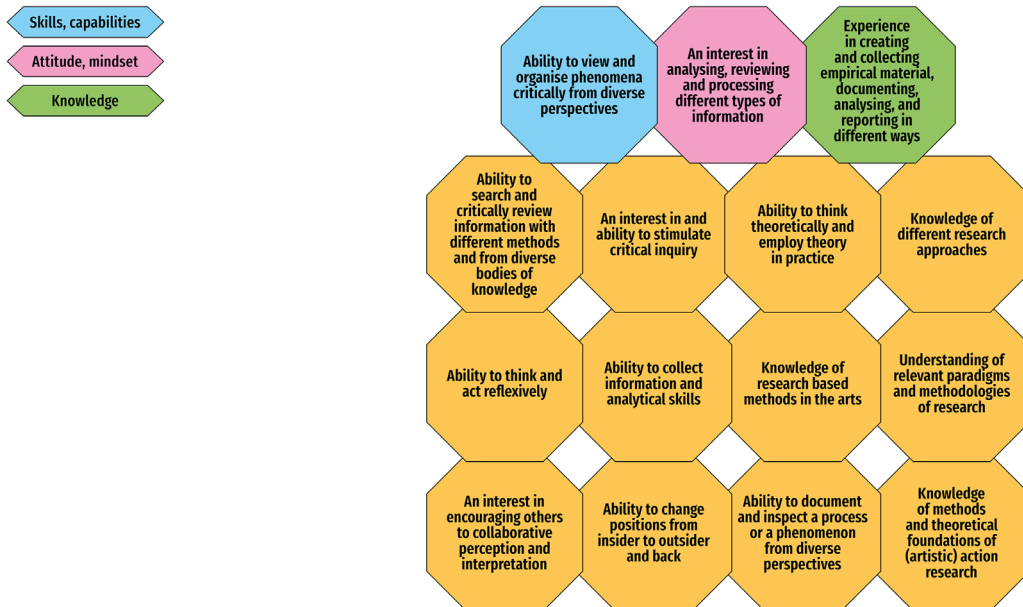 Skills, capabilities
Attitude, mindset
Knowledge
Ability to view and
organise phenomena
critically from diverse
perspectives
An interest in
analysing, reviewing
and processing
different types of
information
Experience
in creating
and collecting
empirical material,
documenting,
analysing, and
reporting in
different ways
Ability to
search and
critically review
information with
different methods
and from diverse
bodies of
knowledge
An interest in and
ability to stimulate
critical inquiry
Ability to think
theoretically and
employ theory
in practice
Knowledge of
different research
approaches
Ability to think and
act reflexively
Ability to collect
information and
analytical skills
Knowledge of
research based
methods in the arts
Understanding of
relevant paradigms
and methodologies
of research
An interest in
encouraging others
to collaborative
perception and
interpretation
Ability to change
positions from
insider to outsider
and back
Ability to document
and inspect a process
or a phenomenon
from diverse
perspectives
Knowledge
of methods
and theoretical
foundations of
(artistic) action
research